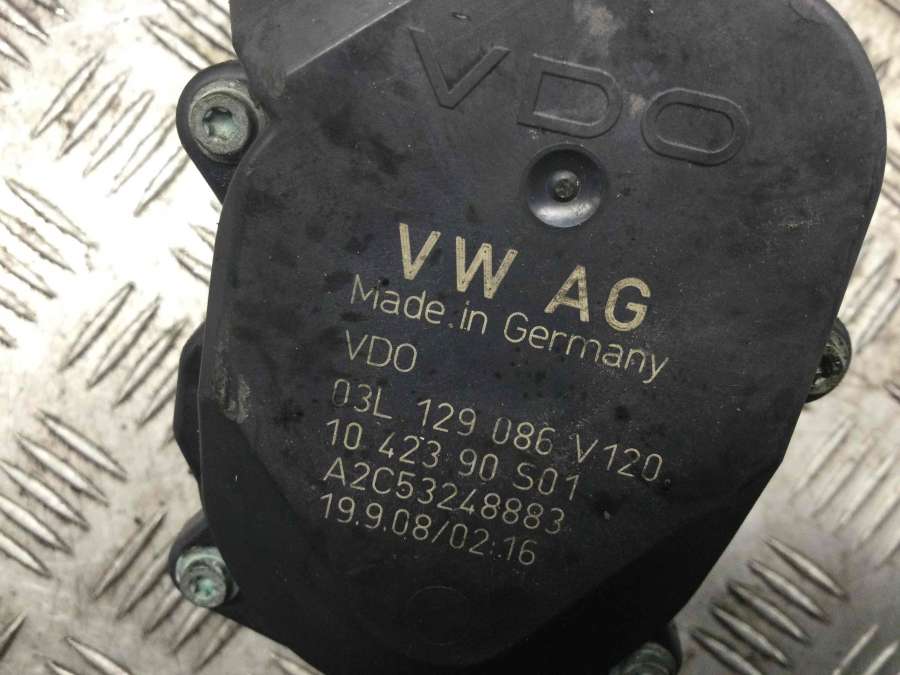 VDO
VW AG
Made in Germany
VDO
03L 129 086 V120
10 423 90 S01
A2C53248883
19.9.08/02:16